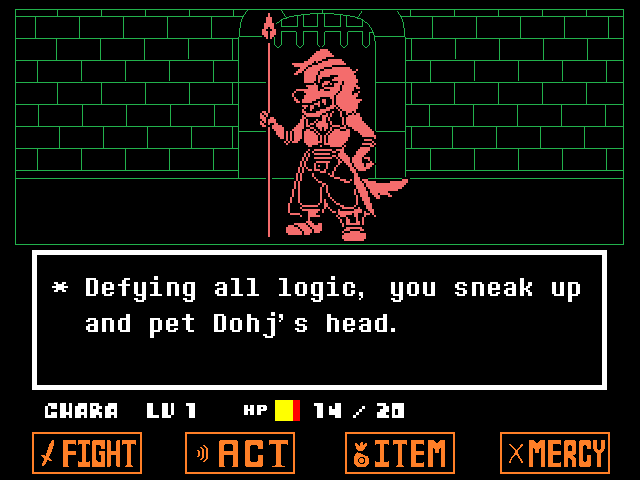 * Defying all logic, you sneak up
and pet Dohj's head.
CHARA LV 1 HP 14 / 20
FIGHT ACT ITEM MERCY